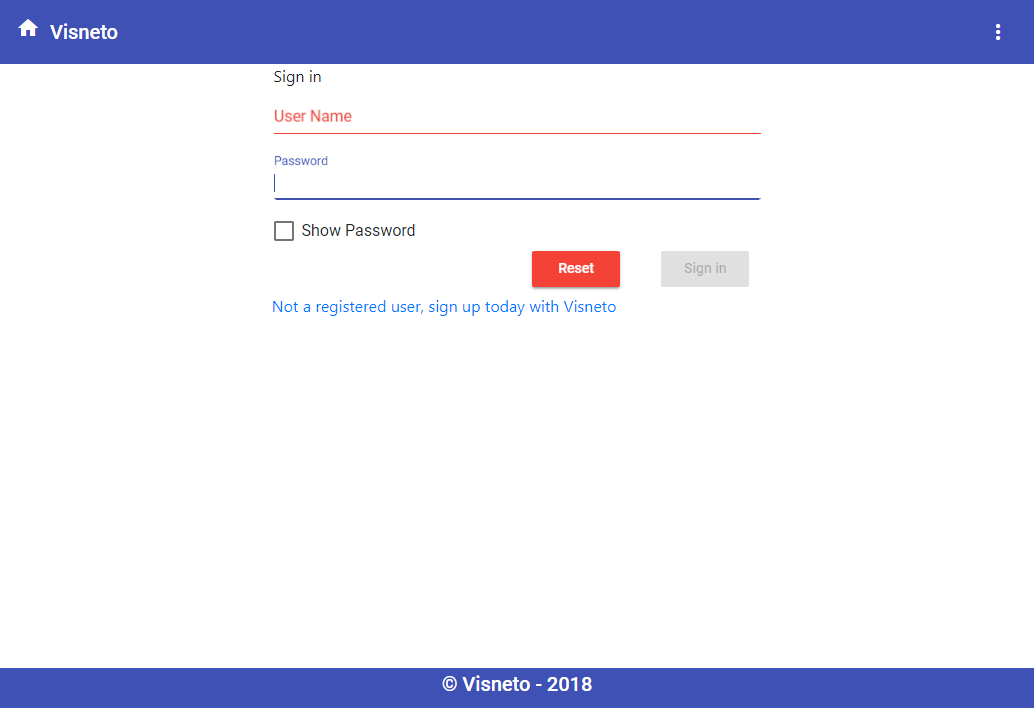 Visneto
Sign in
User Name
Password
Show Password
Reset
Sign in
Not a registered user, sign up today with Visneto
© Visneto - 2018